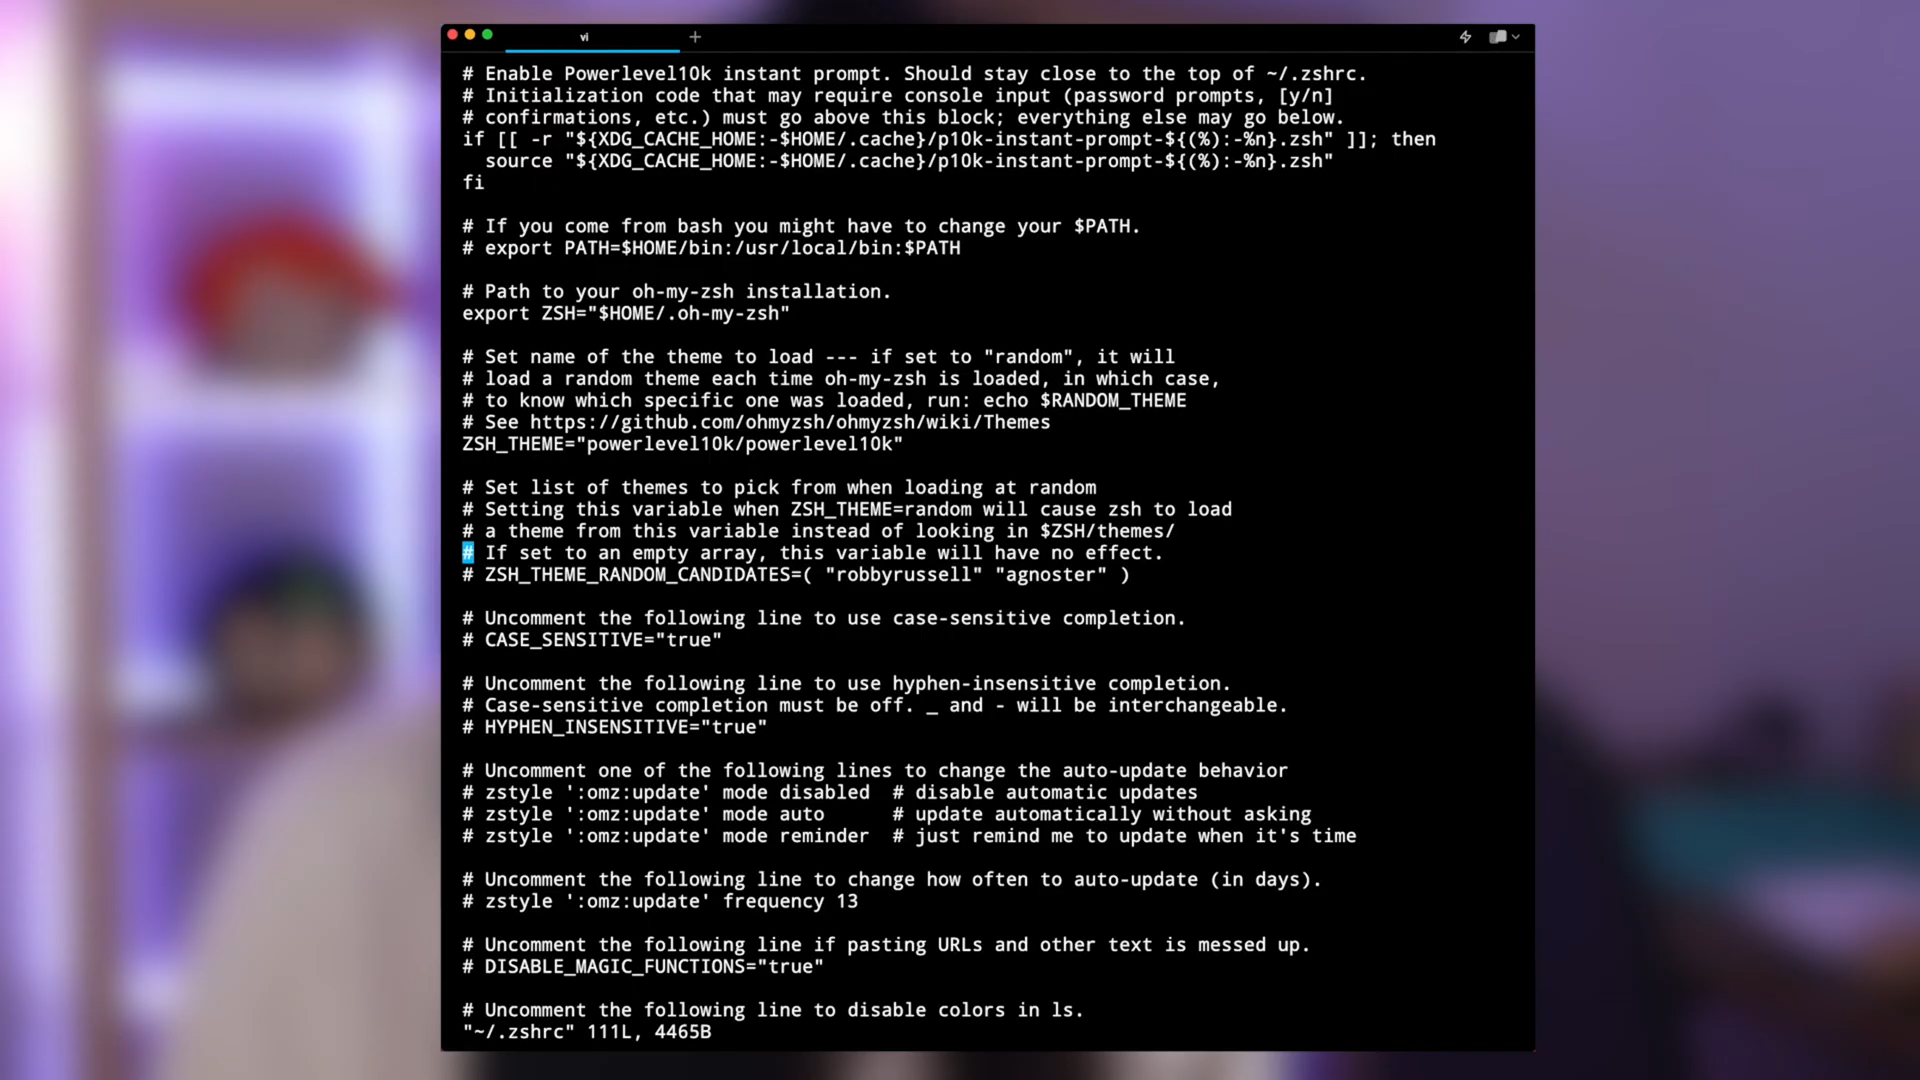 vi
# Enable Powerlevel10k instant prompt. Should stay close to the top of ~/.zshrc.
# Initialization code that may require console input (password prompts, [y/n]
# confirmations, etc.) must go above this block; everything else may go below.
if [[ -r "${XDG_CACHE_HOME:-$HOME/.cache}/p10k-instant-prompt-${(%):-%n}.zsh" ]]; then
  source "${XDG_CACHE_HOME:-$HOME/.cache}/p10k-instant-prompt-${(%):-%n}.zsh"
fi
# If you come from bash you might have to change your $PATH.
# export PATH=$HOME/bin:/usr/local/bin:$PATH
# Path to your oh-my-zsh installation.
export ZSH="$HOME/.oh-my-zsh"
# Set name of the theme to load --- if set to "random", it will
# load a random theme each time oh-my-zsh is loaded, in which case,
# to know which specific one was loaded, run: echo $RANDOM_THEME
# See https://github.com/ohmyzsh/ohmyzsh/wiki/Themes
ZSH_THEME="powerlevel10k/powerlevel10k"
# Set list of themes to pick from when loading at random
# Setting this variable when ZSH_THEME=random will cause zsh to load
# a theme from this variable instead of looking in $ZSH/themes/
# If set to an empty array, this variable will have no effect.
# ZSH_THEME_RANDOM_CANDIDATES=( "robbyrussell" "agnoster" )
# Uncomment the following line to use case-sensitive completion.
# CASE_SENSITIVE="true"
# Uncomment the following line to use hyphen-insensitive completion.
# Case-sensitive completion must be off. _ and - will be interchangeable.
# HYPHEN_INSENSITIVE="true"
# Uncomment one of the following lines to change the auto-update behavior
# zstyle ':omz:update' mode disabled  # disable automatic updates
# zstyle ':omz:update' mode auto      # update automatically without asking
# zstyle ':omz:update' mode reminder  # just remind me to update when it's time
# Uncomment the following line to change how often to auto-update (in days).
# zstyle ':omz:update' frequency 13
# Uncomment the following line if pasting URLs and other text is messed up.
# DISABLE_MAGIC_FUNCTIONS="true"
# Uncomment the following line to disable colors in ls.
"~/.zshrc" 111L, 4465B